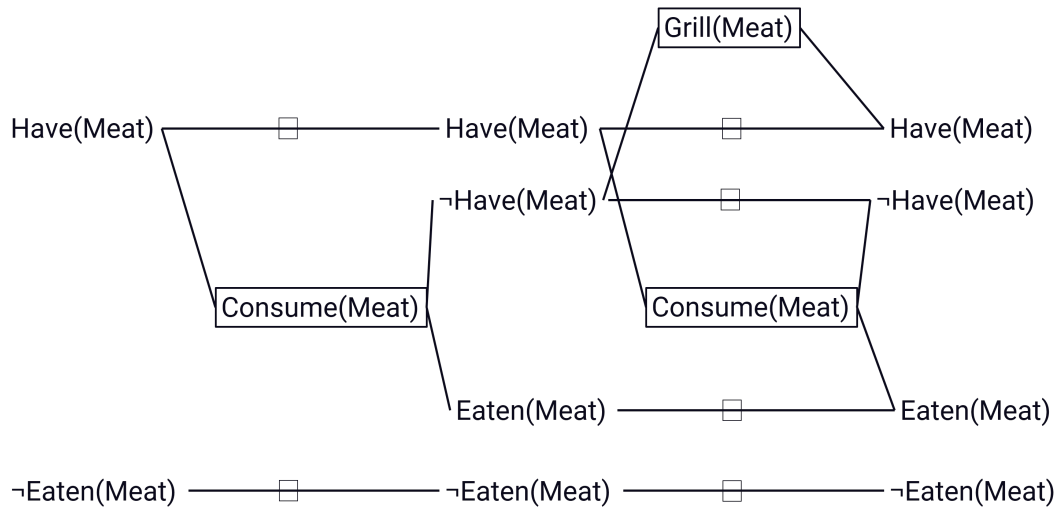 Grill(Meat)
Have(Meat) Have(Meat) Have(Meat)
¬Have(Meat) ¬Have(Meat)
Consume(Meat) Consume(Meat)
Eaten(Meat) Eaten(Meat)
¬Eaten(Meat) ¬Eaten(Meat) ¬Eaten(Meat)